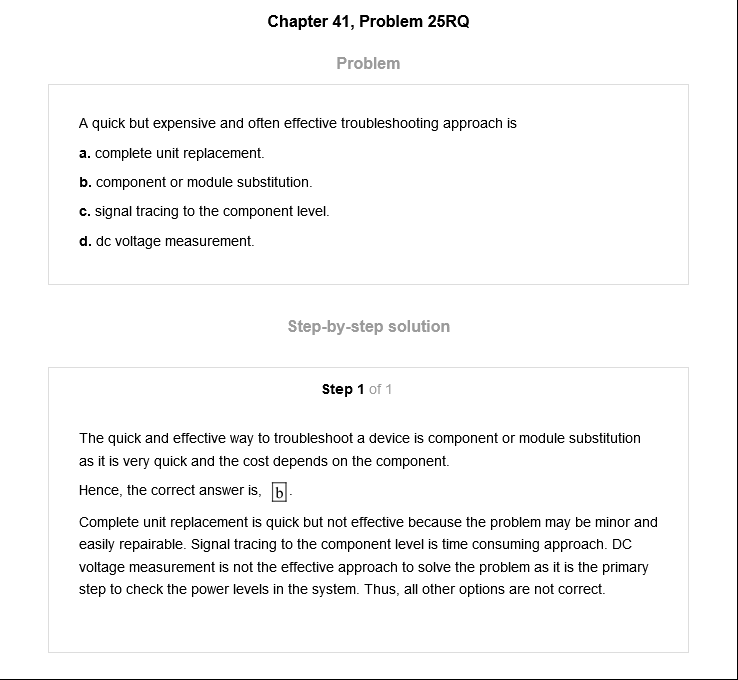 Chapter 41, Problem 25RQ
Problem
A quick but expensive and often effective troubleshooting approach is
a. complete unit replacement.
b. component or module substitution.
c. signal tracing to the component level.
d. dc voltage measurement.
Step-by-step solution
Step 1 of 1
The quick and effective way to troubleshoot a device is component or module substitution
as it is very quick and the cost depends on the component.
Hence, the correct answer is, b.
Complete unit replacement is quick but not effective because the problem may be minor and
easily repairable. Signal tracing to the component level is time consuming approach. DC
voltage measurement is not the effective approach to solve the problem as it is the primary
step to check the power levels in the system. Thus, all other options are not correct.